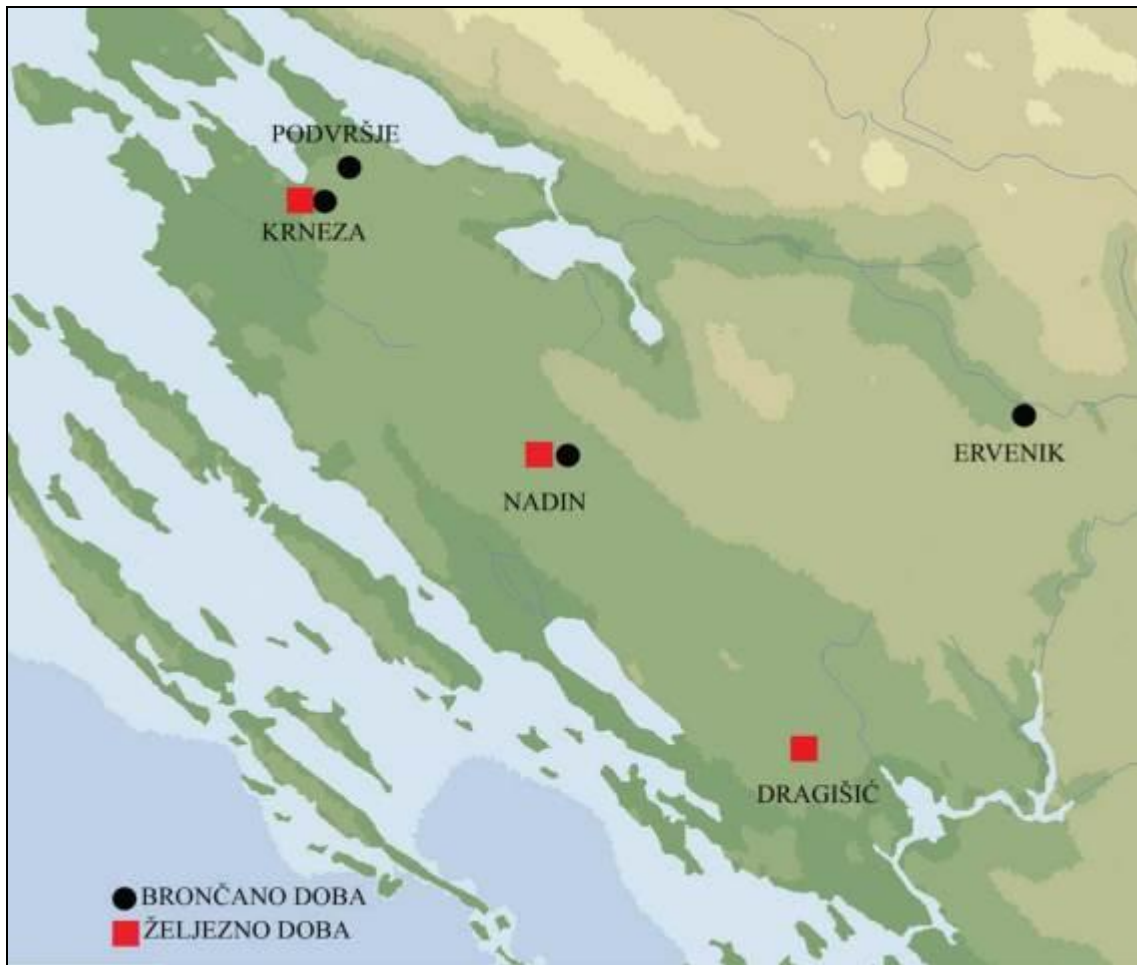 PODVRŠJE
KRNEZA
ERVENIK
NADIN
DRAGIŠIĆ
BRONČANO DOBA
ŽELJEZNO DOBA